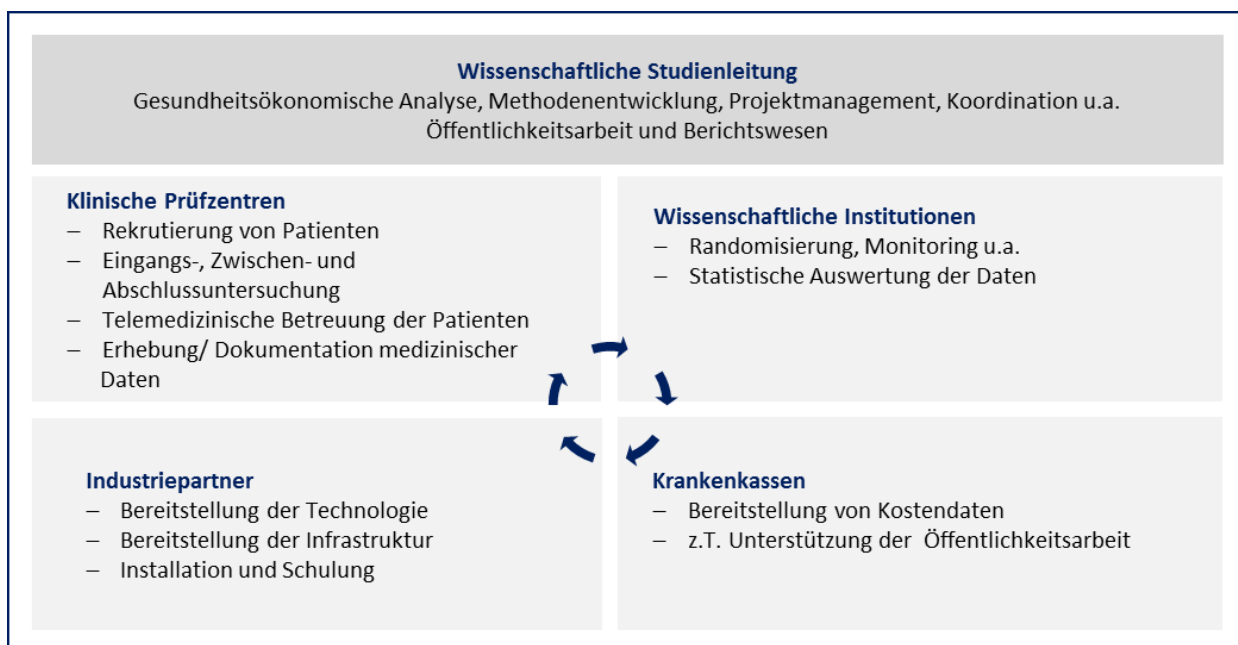 Wissenschaftliche Studienleitung
Gesundheitsökonomische Analyse, Methodenentwicklung, Projektmanagement, Koordination u.a.
Öffentlichkeitsarbeit und Berichtswesen
Klinische Prüfzentren
– Rekrutierung von Patienten
– Eingangs-, Zwischen- und
Abschlussuntersuchung
– Telemedizinische Betreuung der Patienten
– Erhebung/ Dokumentation medizinischer
Daten
Wissenschaftliche Institutionen
– Randomisierung, Monitoring u.a.
– Statistische Auswertung der Daten
Industriepartner
– Bereitstellung der Technologie
– Bereitstellung der Infrastruktur
– Installation und Schulung
Krankenkassen
– Bereitstellung von Kostendaten
– z.T. Unterstützung der Öffentlichkeitsarbeit